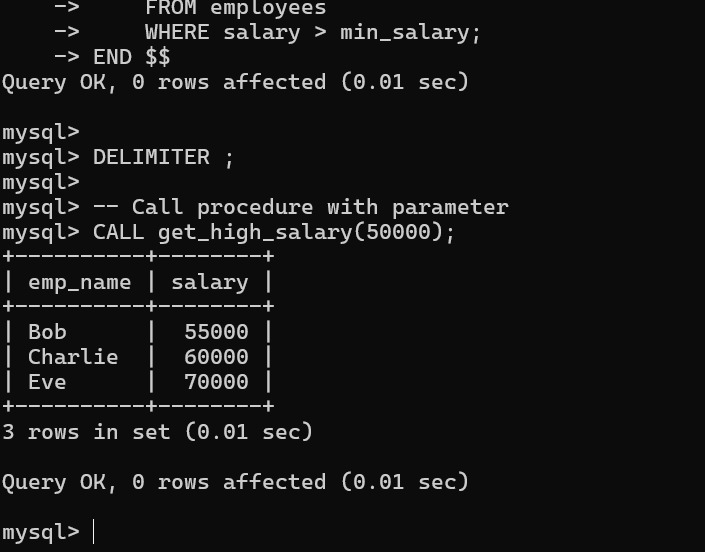 ->     FROM employees
    ->     WHERE salary > min_salary;
    -> END $$
Query OK, 0 rows affected (0.01 sec)
mysql>
mysql> DELIMITER ;
mysql>
mysql> -- Call procedure with parameter
mysql> CALL get_high_salary(50000);
+----------+--------+
| emp_name | salary |
+----------+--------+
| Bob      |  55000 |
| Charlie  |  60000 |
| Eve      |  70000 |
+----------+--------+
3 rows in set (0.01 sec)
Query OK, 0 rows affected (0.01 sec)
mysql>